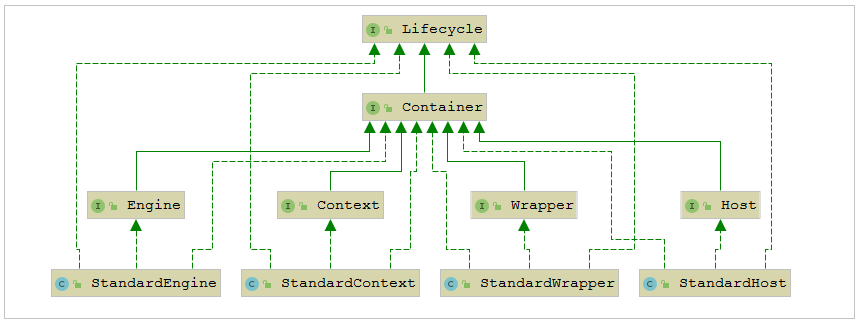 I Lifecycle
I Container
I Engine
I Context
I Wrapper
I Host
C StandardEngine
C StandardContext
C StandardWrapper
C StandardHost